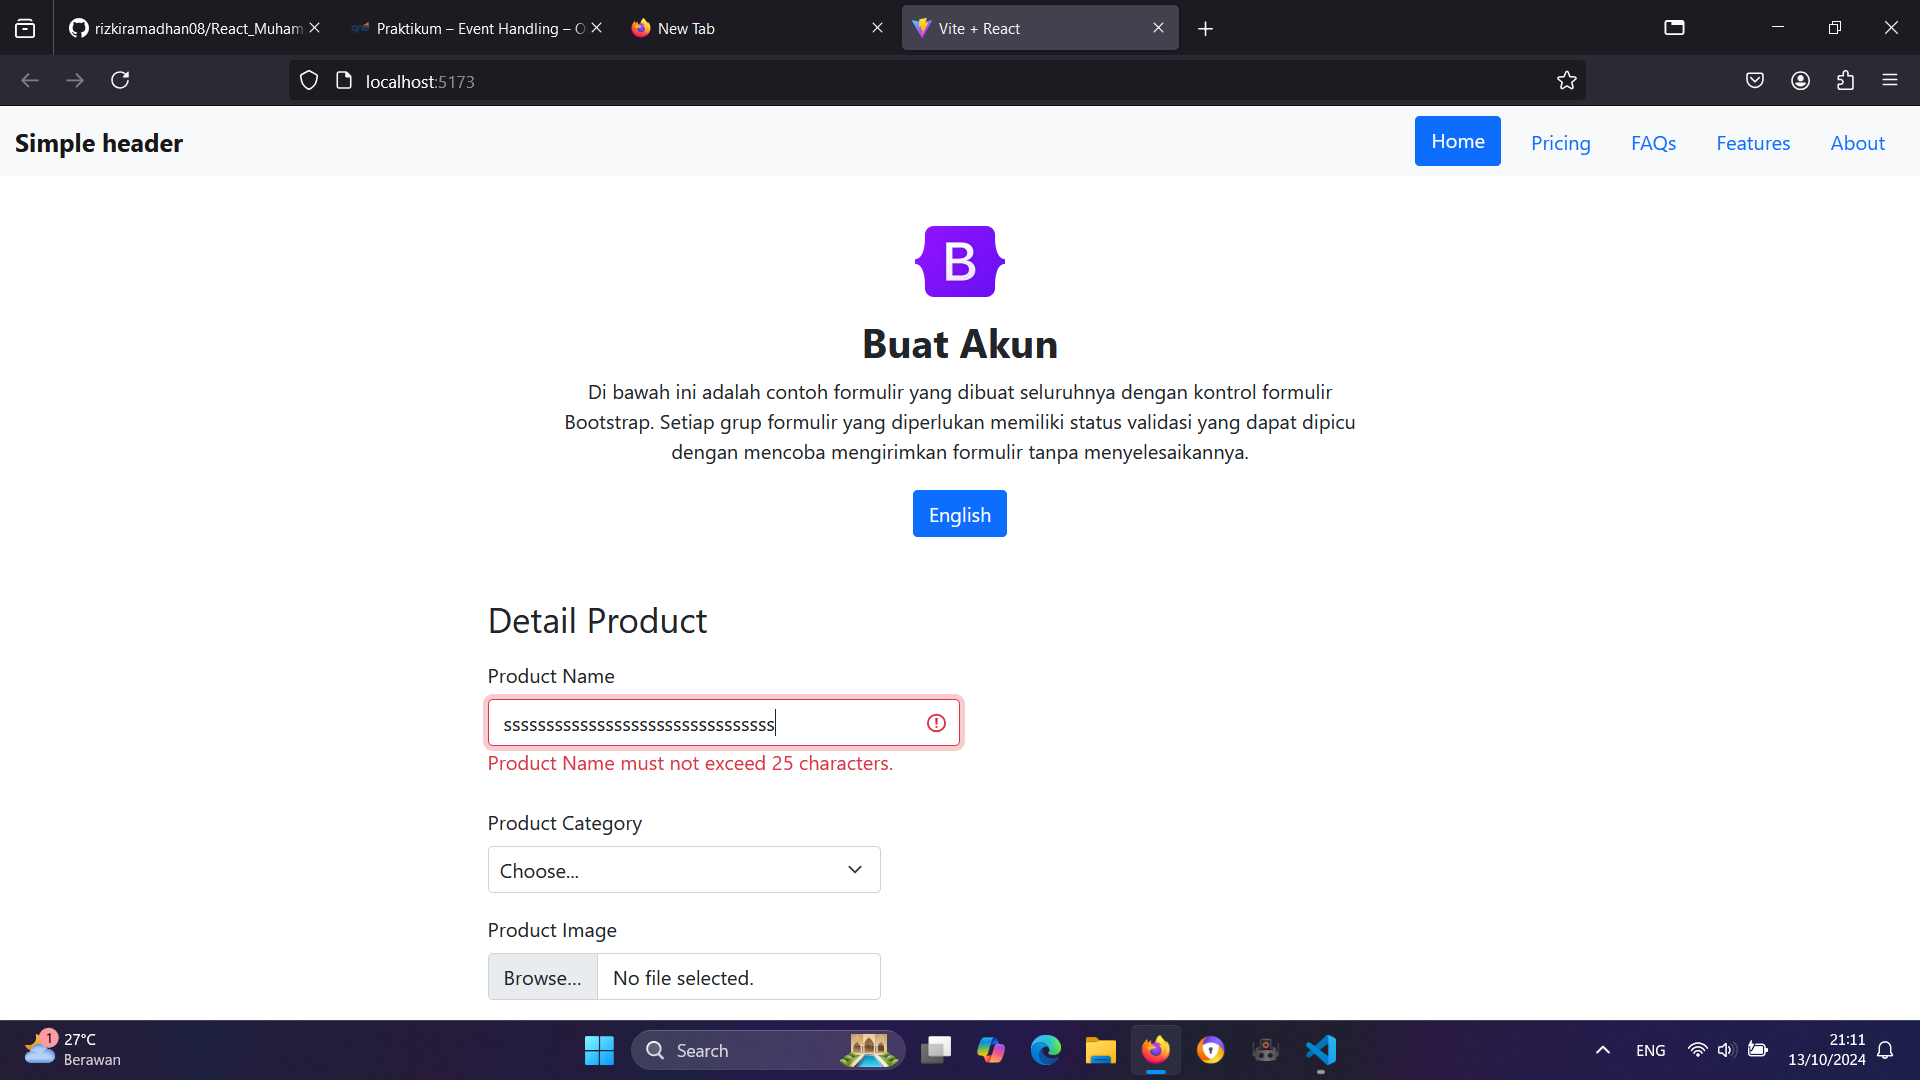 rizkiramadhan08/React_Muham
Praktikum – Event Handling – O
New Tab
Vite + React
localhost:5173
Simple header
Home
Pricing
FAQs
Features
About
B
Buat Akun
Di bawah ini adalah contoh formulir yang dibuat seluruhnya dengan kontrol formulir
Bootstrap. Setiap grup formulir yang diperlukan memiliki status validasi yang dapat dipicu
dengan mencoba mengirimkan formulir tanpa menyelesaikannya.
English
Detail Product
Product Name
ssssssssssssssssssssssssssssssss
Product Name must not exceed 25 characters.
Product Category
Choose...
Product Image
Browse...
No file selected.
1
27°C
Berawan
Search
ENG
21:11
13/10/2024